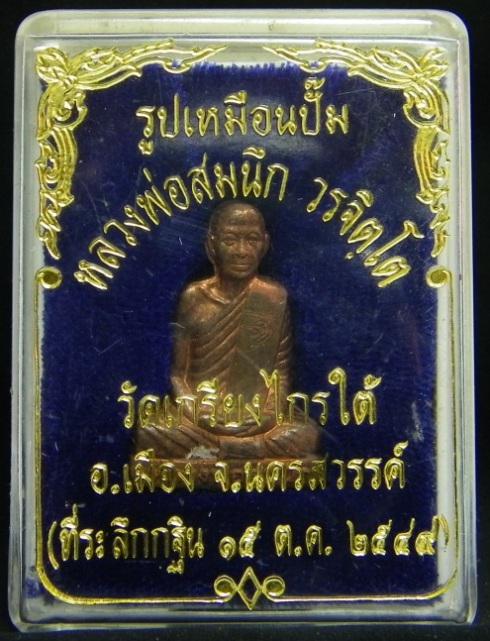 รูปเหมือนปั๊ม
หลวงพ่อสมนึก วรจิตฺโต
วัดเกรียงไกรใต้
อ.เมือง จ.นครสวรรค์
(ที่ระลึกกฐิน ๑๕ ต.ค. ๒๕๔๙)